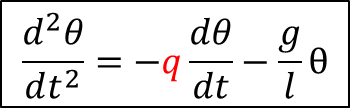 d²θ/dt² = −q dθ/dt − g/l θ